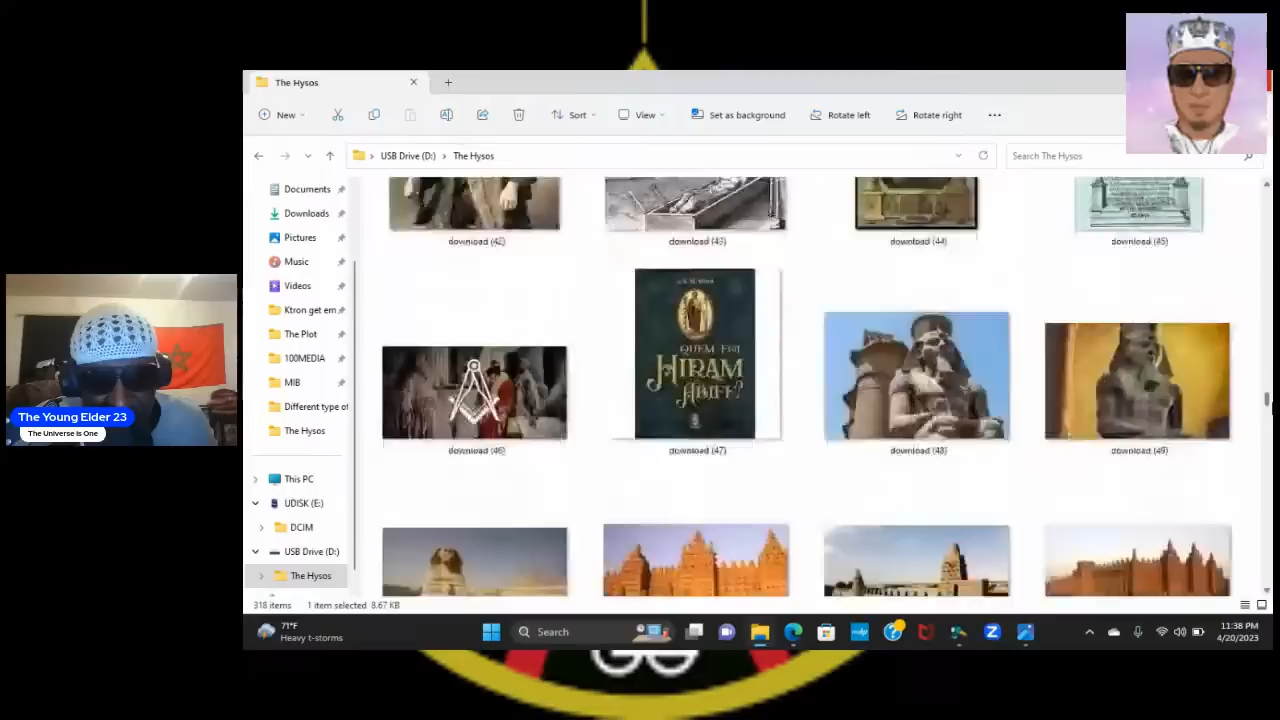 The Hysos
New
Sort
View
Set as background
Rotate left
Rotate right
USB Drive (D:) > The Hysos
Search The Hysos
Documents
Downloads
Pictures
Music
Videos
Ktron get em
The Plot
100MEDIA
MIB
Different type of
The Hysos
This PC
UDISK (E:)
DCIM
USB Drive (D:)
The Hysos
download (42)
download (43)
download (44)
download (45)
QUEM FOI
HIRAM
ABIFF?
download (46)
download (47)
download (48)
download (49)
318 items
1 item selected 8.67 KB
The Young Elder 23
The Universe is One
71°F
Heavy t-storms
Search
11:38 PM
4/20/2023